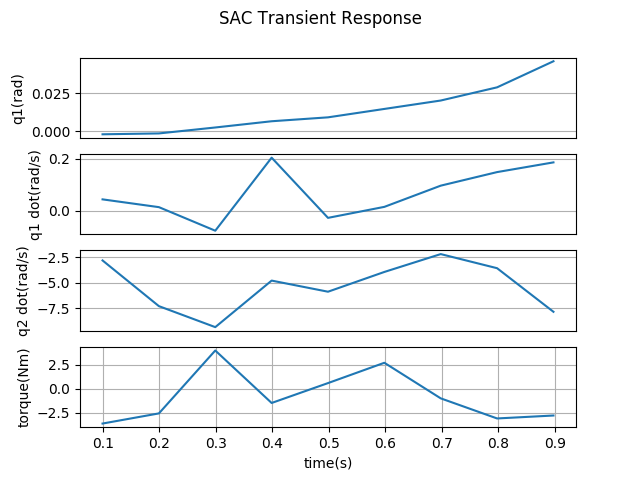 SAC Transient Response
q1(rad)
0.025
0.000
q1 dot(rad/s)
0.2
0.0
q2 dot(rad/s)
−2.5
−5.0
−7.5
torque(Nm)
2.5
0.0
−2.5
0.1 0.2 0.3 0.4 0.5 0.6 0.7 0.8 0.9
time(s)